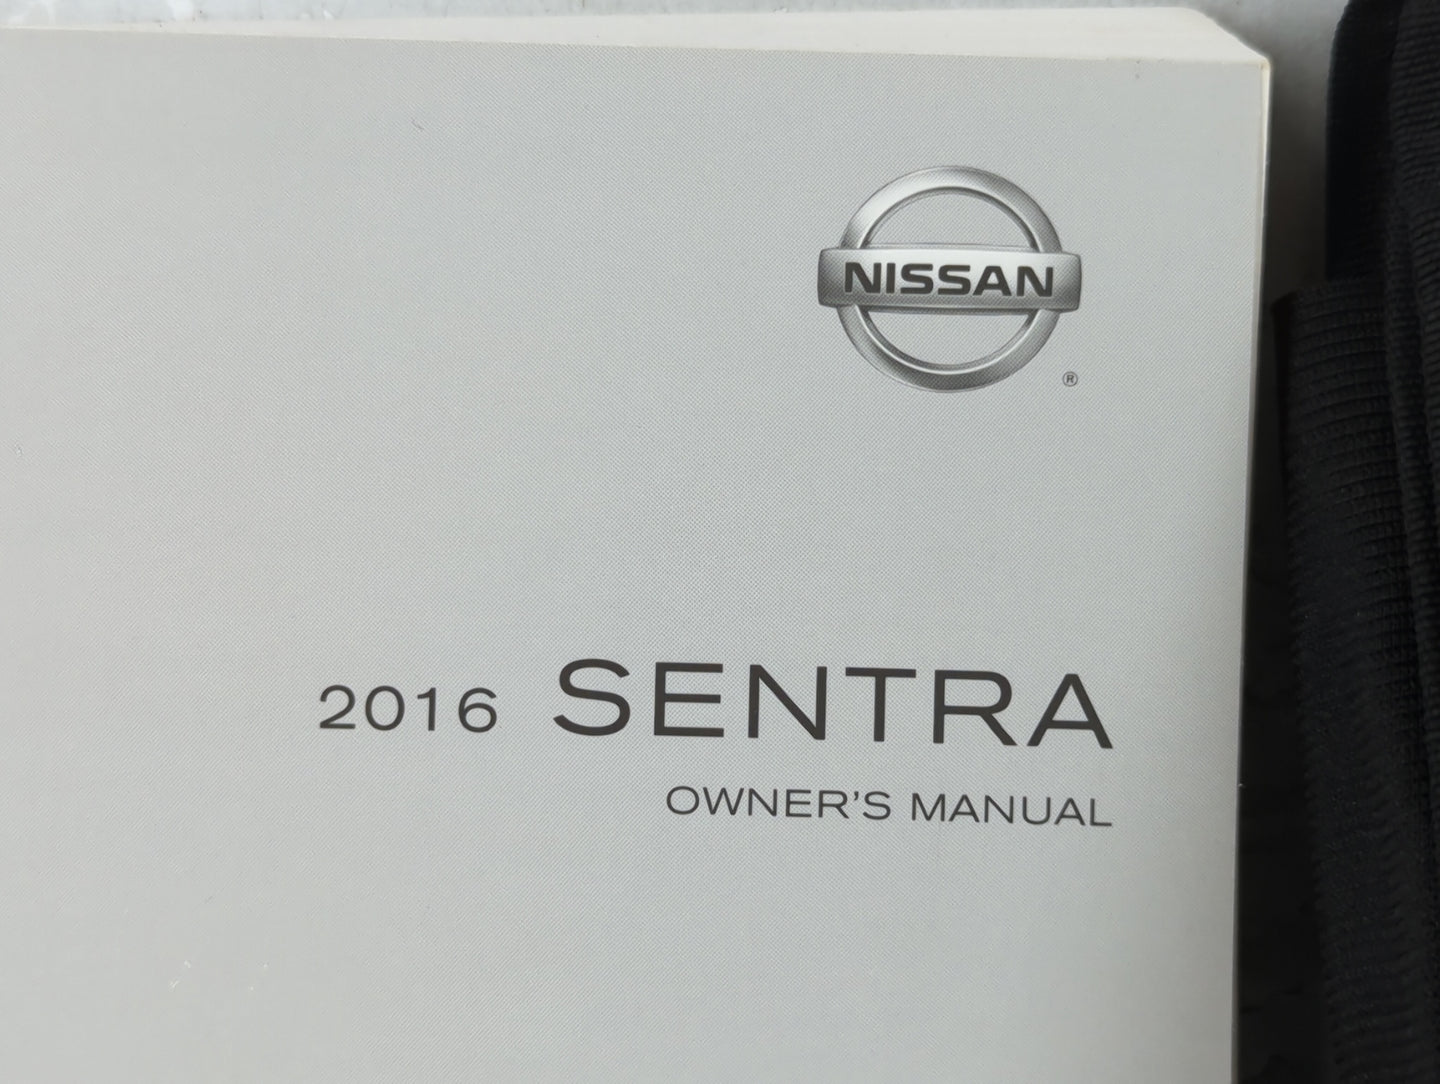 NISSAN
®
2016 SENTRA
OWNER'S MANUAL